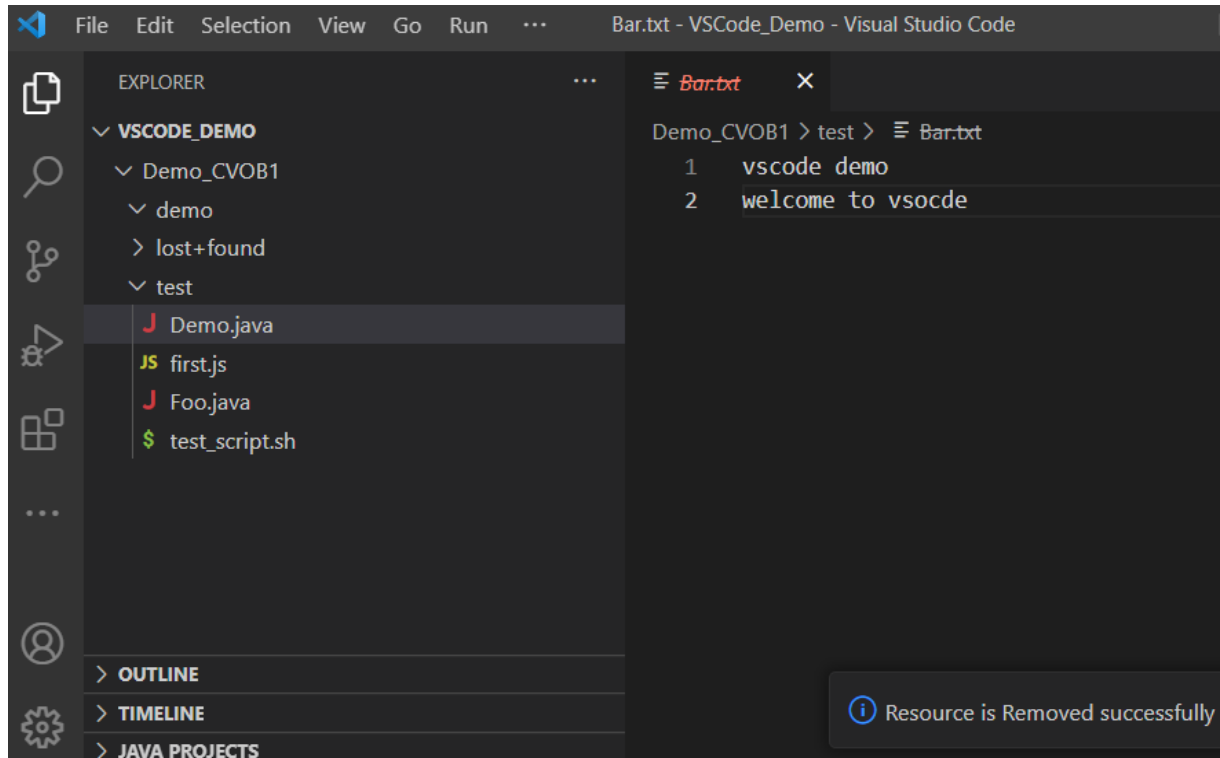 File Edit Selection View Go Run ··· Bar.txt - VSCode_Demo - Visual Studio Code
EXPLORER ···
VSCODE_DEMO
Demo_CVOB1
demo
lost+found
test
J Demo.java
JS first.js
J Foo.java
$ test_script.sh
OUTLINE
TIMELINE
JAVA PROJECTS
Bar.txt
Demo_CVOB1 > test > Bar.txt
1 vscode demo
2 welcome to vsocde
Resource is Removed successfully